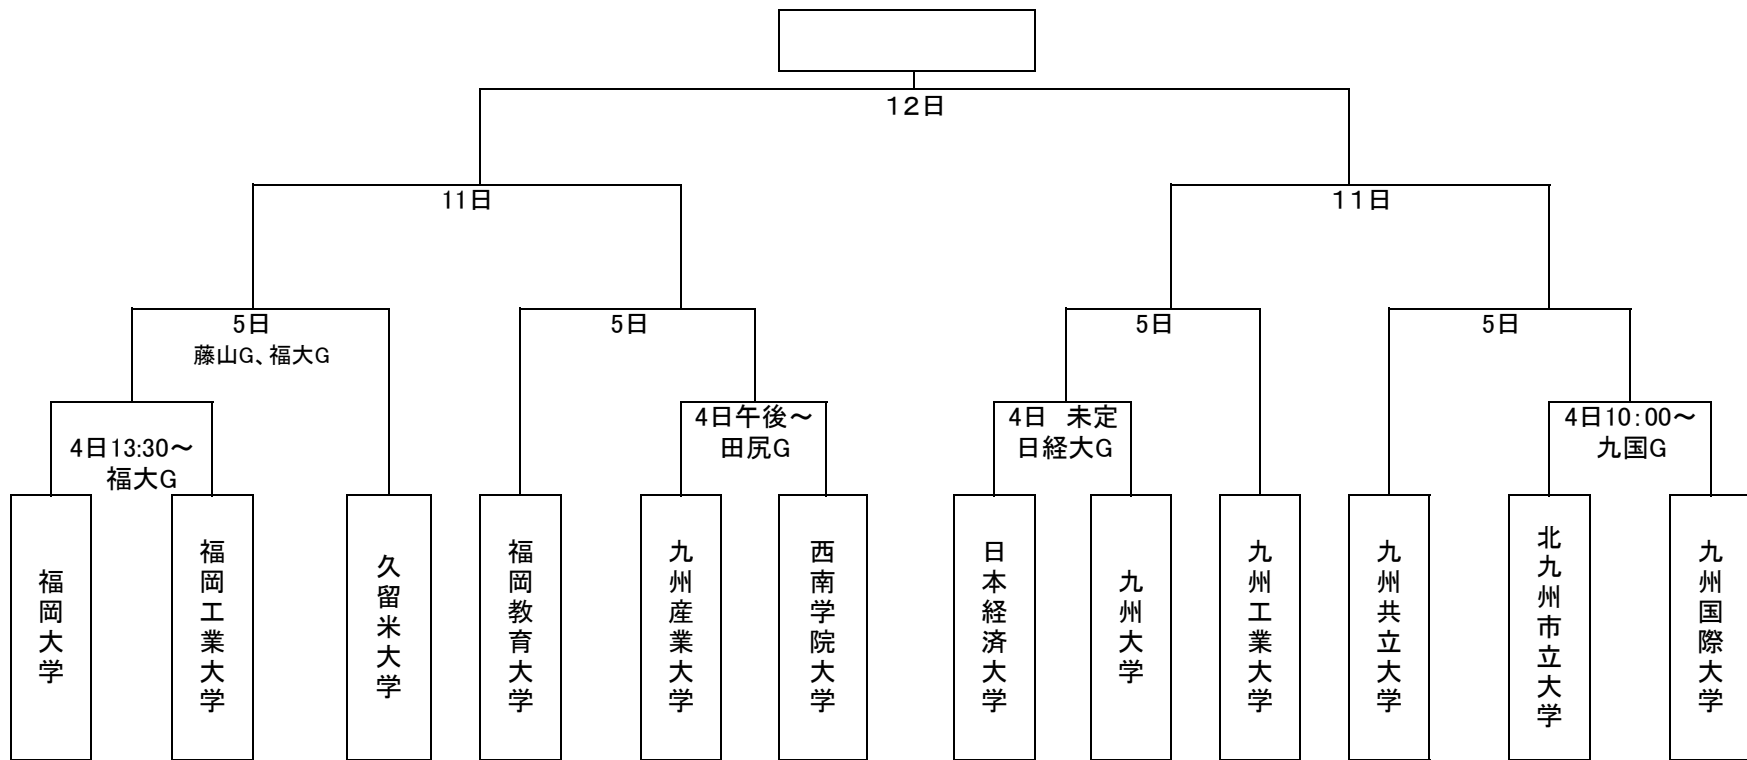 １２日
11日
１１日
5日
藤山G、福大G
5日
5日
5日
4日13:30～
福大G
4日午後～
田尻G
4日　未定
日経大G
4日10：00～
九国G
福岡大学
福岡工業大学
久留米大学
福岡教育大学
九州産業大学
西南学院大学
日本経済大学
九州大学
九州工業大学
九州共立大学
北九州市立大学
九州国際大学